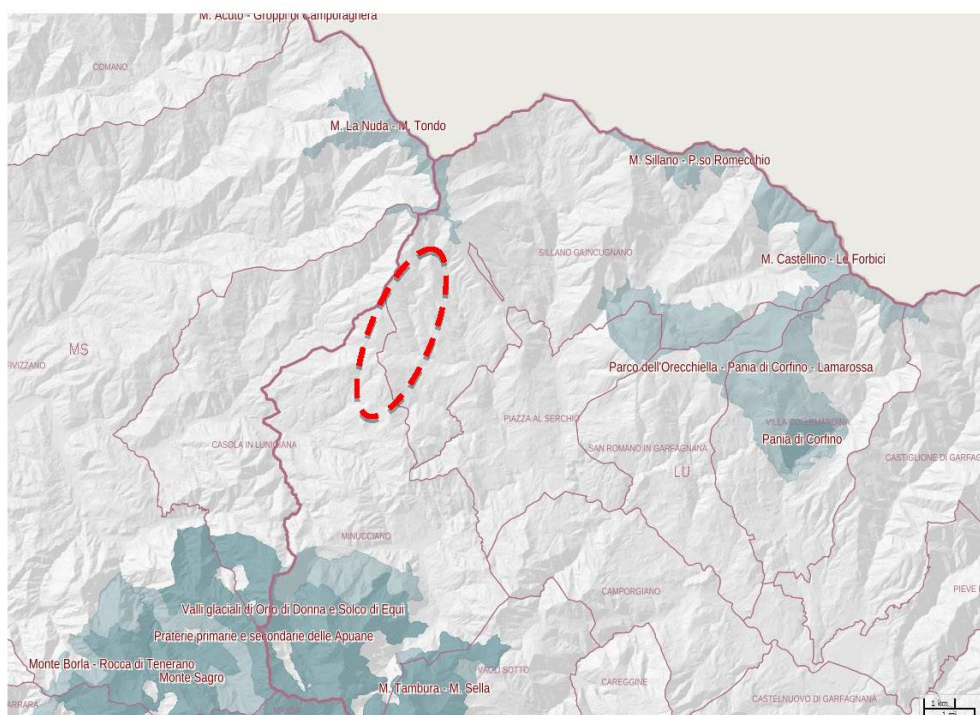 M. Acuto - Groppi di Camporaghera
COMANO
M. La Nuda - M. Tondo
M. Sillano - P.so Romecchio
SILLANO GIUNCUGNANO
M. Castellino - Le Forbici
MS
FIVIZZANO
Parco dell'Orecchiella - Pania di Corfino - Lamarossa
PIAZZA AL SERCHIO
VILLA COLLEMANDINA
CASOLA IN LUNIGIANA
Pania di Corfino
SAN ROMANO IN GARFAGNANA
CASTIGLIONE DI GARFAG
LU
MINUCCIANO
CAMPORGIANO
PIEVE
Valli glaciali di Orto di Donna e Solco di Equi
Praterie primarie e secondarie delle Apuane
Monte Borla - Rocca di Tenerano
Monte Sagro
VAGLI SOTTO
CAREGGINE
M. Tambura - M. Sella
CASTELNUOVO DI GARFAGNANA
ARRARA
MASSA
1 km
1 mi